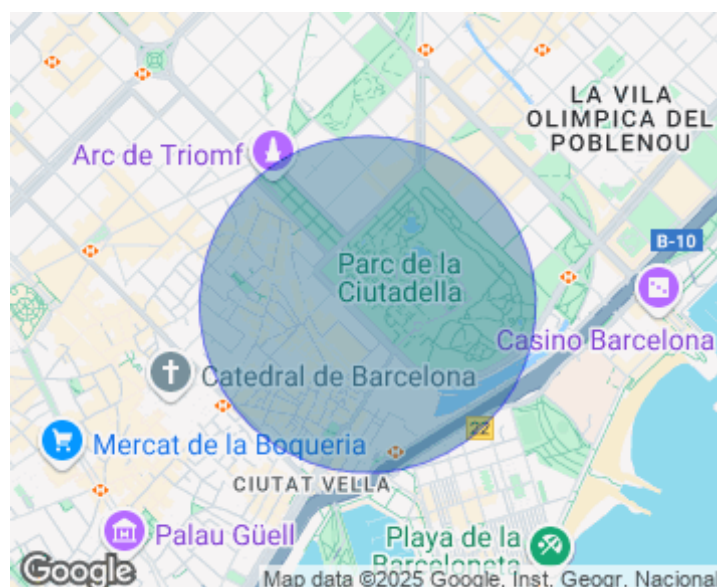 LA VILA
OLIMPICA DEL
POBLENOU
Arc de Triomf
B-10
Parc de la
Ciutadella
Casino Barcelona
Catedral de Barcelona
22
Mercat de la Boqueria
CIUTAT VELLA
Palau Güell
Playa de la
Barceloneta
Google
Map data ©2025 Google, Inst. Geogr. Nacional